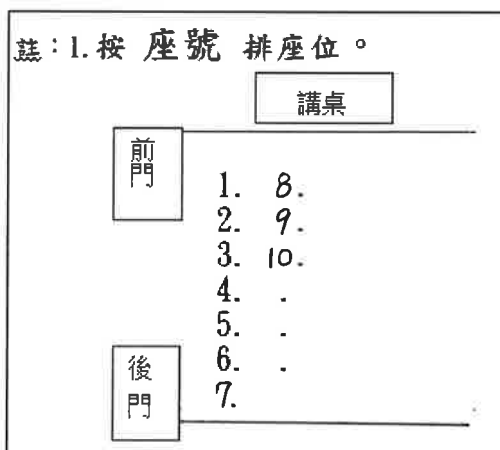 註：1.按 座號 排座位。
講桌
前門
1. 8.
2. 9.
3. 10.
4. .
5. .
6. .
7.
後門